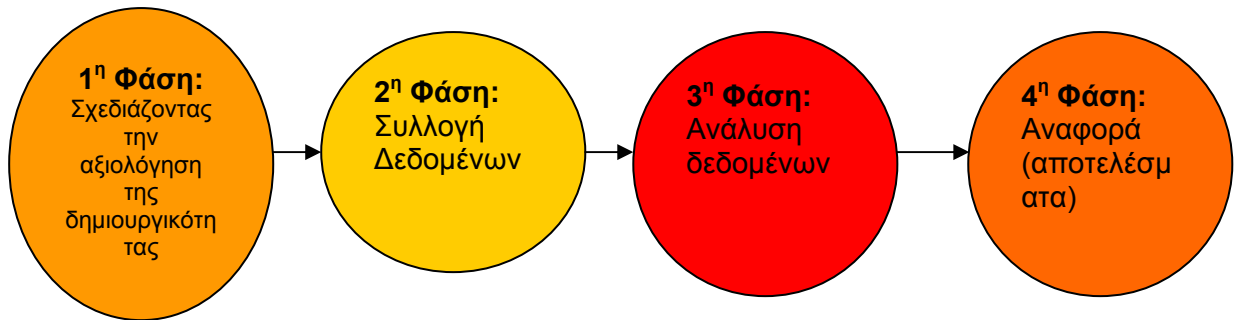 1η Φάση:
Σχεδιάζοντας
την
αξιολόγηση
της
δημιουργικότη
τας
2η Φάση:
Συλλογή
Δεδομένων
3η Φάση:
Ανάλυση
δεδομένων
4η Φάση:
Αναφορά
(αποτελέσμ
ατα)